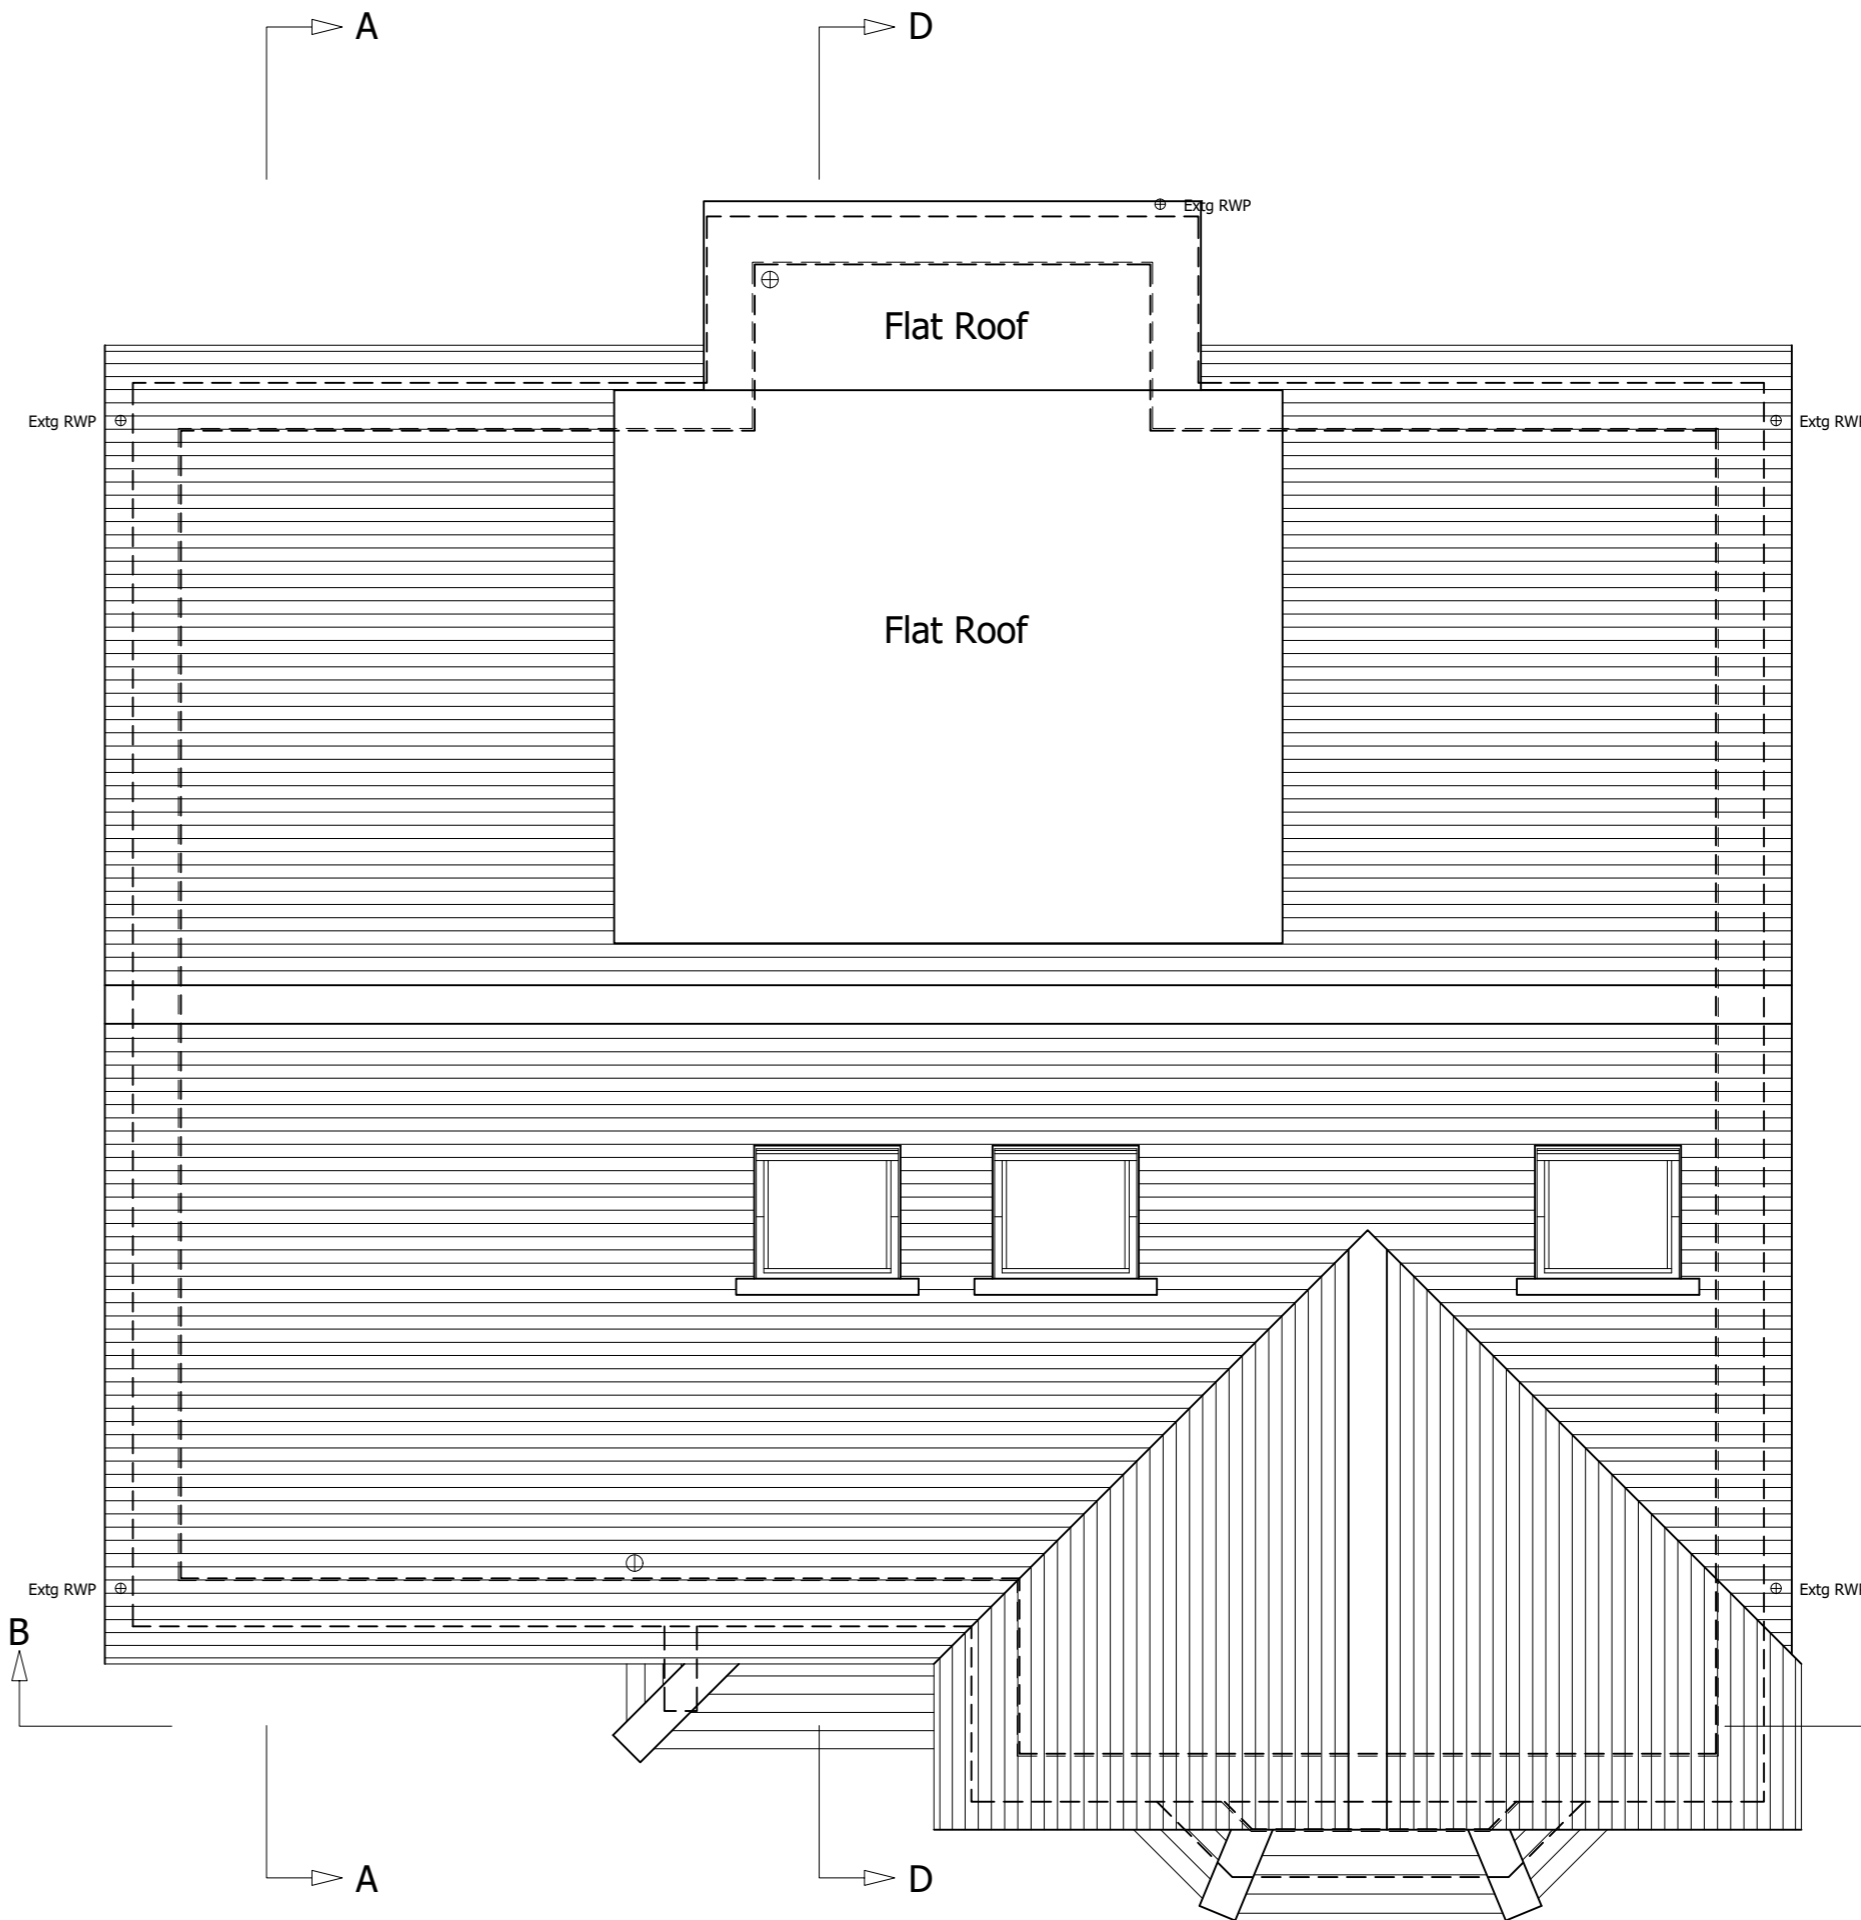 A
D
Extg RWP
Flat Roof
Extg RWP
Extg RWI
Flat Roof
Extg RWP
Extg RWI
B
A
D